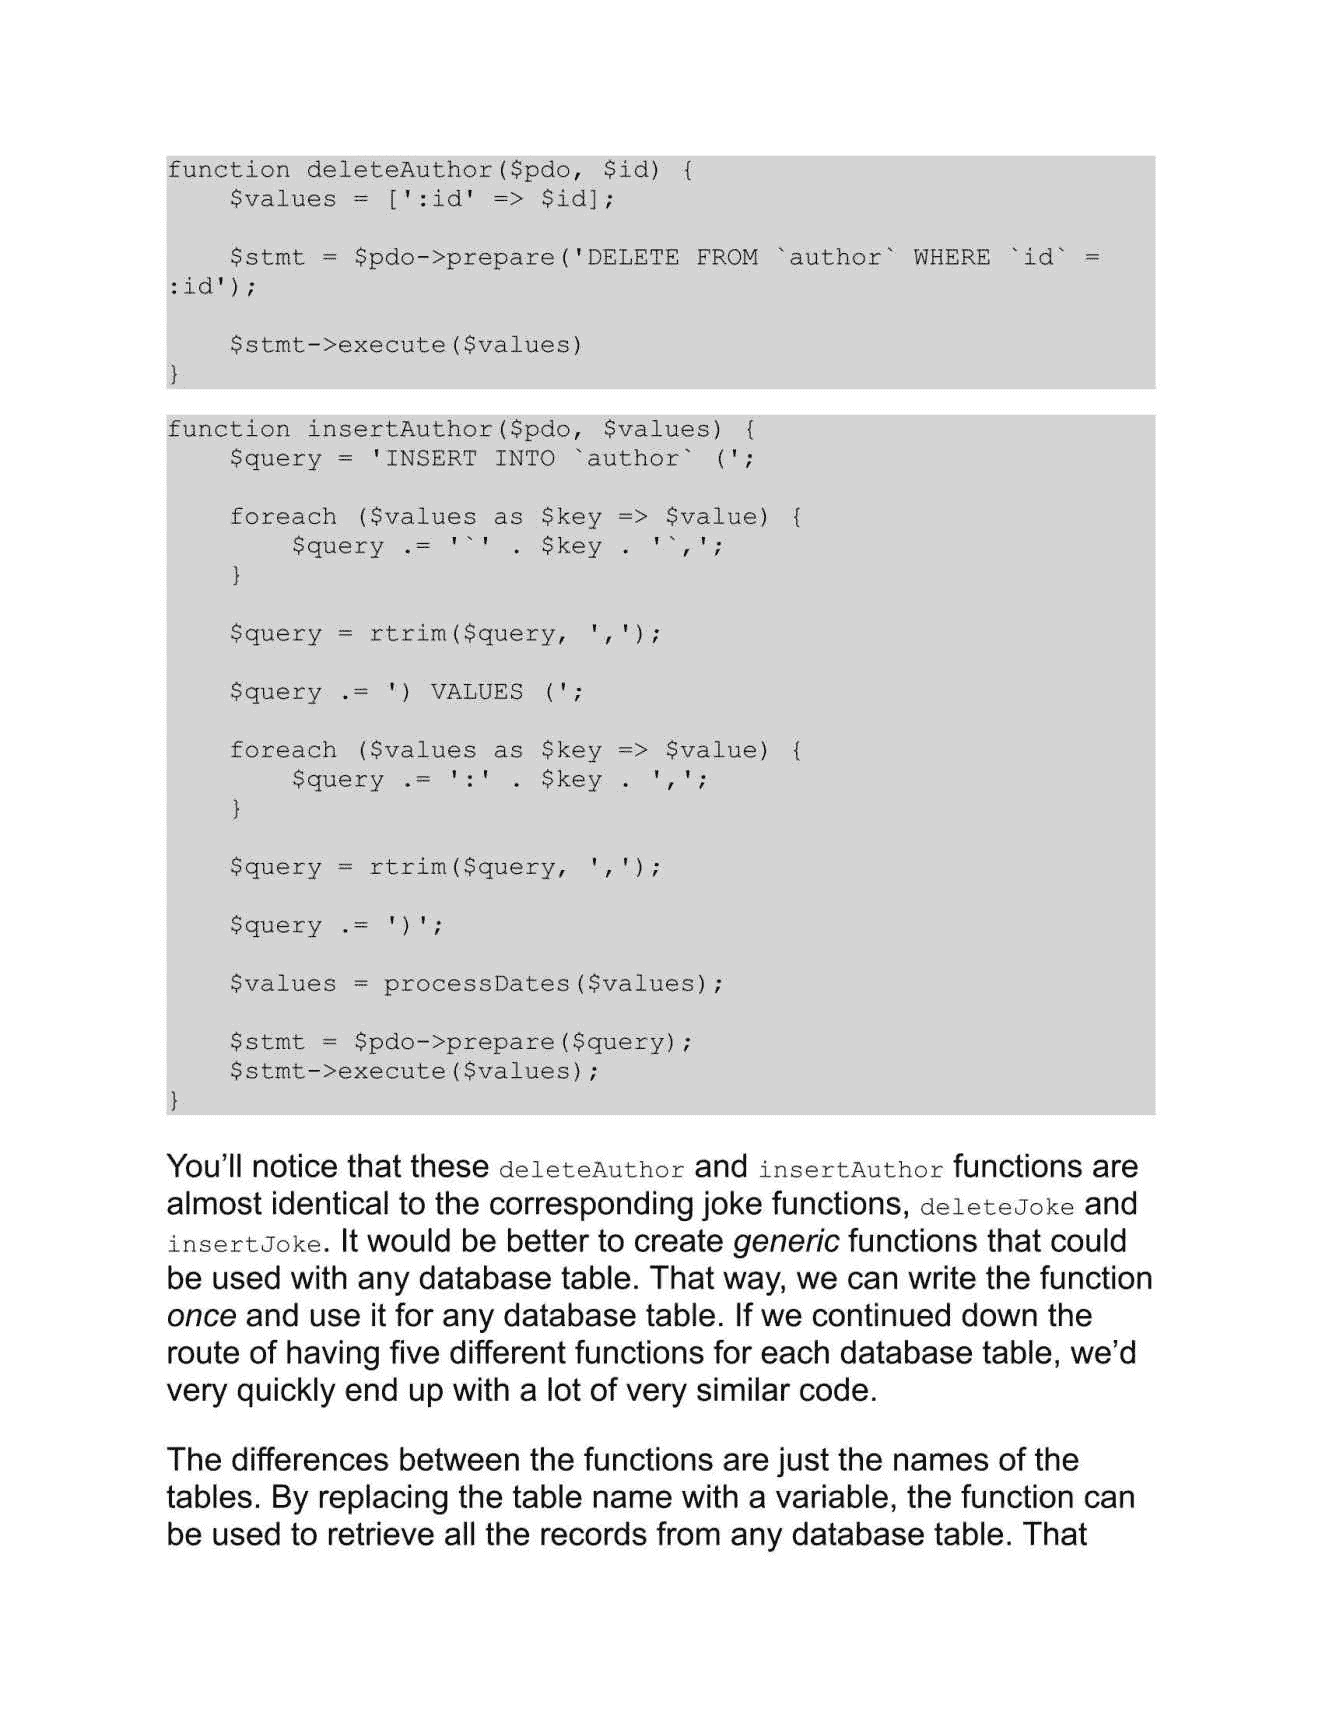 function deleteAuthor($pdo, $id) {
    $values = [':id' => $id];
    $stmt = $pdo->prepare('DELETE FROM `author` WHERE `id` =
:id');
    $stmt->execute($values)
}
function insertAuthor($pdo, $values) {
    $query = 'INSERT INTO `author` (';
    foreach ($values as $key => $value) {
        $query .= '`' . $key . '`,';
    }
    $query = rtrim($query, ',');
    $query .= ') VALUES (';
    foreach ($values as $key => $value) {
        $query .= ':' . $key . ',';
    }
    $query = rtrim($query, ',');
    $query .= ')';
    $values = processDates($values);
    $stmt = $pdo->prepare($query);
    $stmt->execute($values);
}
You’ll notice that these deleteAuthor and insertAuthor functions are
almost identical to the corresponding joke functions, deleteJoke and
insertJoke. It would be better to create generic functions that could
be used with any database table. That way, we can write the function
once and use it for any database table. If we continued down the
route of having five different functions for each database table, we’d
very quickly end up with a lot of very similar code.
The differences between the functions are just the names of the
tables. By replacing the table name with a variable, the function can
be used to retrieve all the records from any database table. That